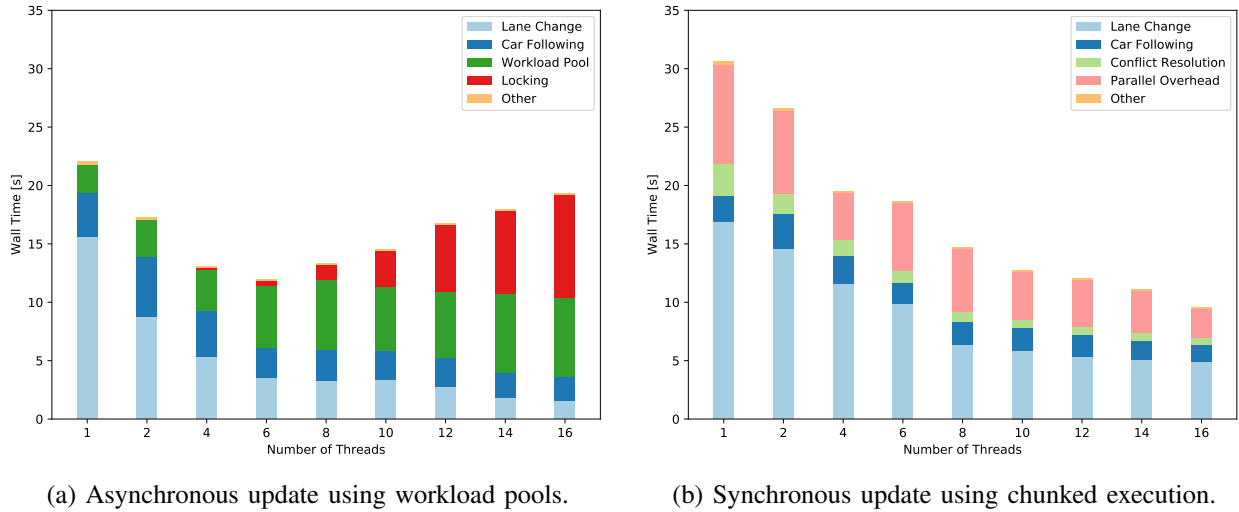 35
30
25
20
15
10
5
0
Wall Time [s]
Lane Change
Car Following
Workload Pool
Locking
Other
1 2 4 6 8 10 12 14 16
Number of Threads
(a) Asynchronous update using workload pools.
35
30
25
20
15
10
5
0
Wall Time [s]
Lane Change
Car Following
Conflict Resolution
Parallel Overhead
Other
1 2 4 6 8 10 12 14 16
Number of Threads
(b) Synchronous update using chunked execution.